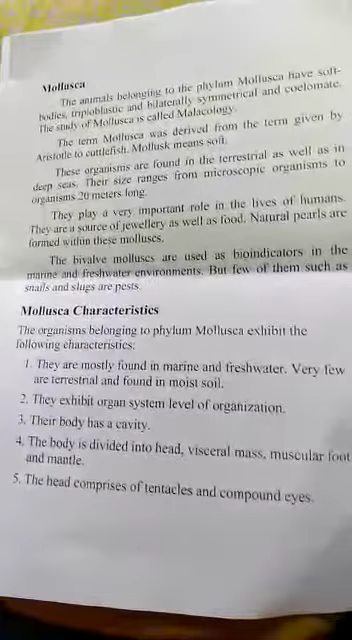 Mollusca
The animals belonging to the phylum Mollusca have soft-
bodies, triploblastic and bilaterally symmetrical and coelomate.
The study of Mollusca is called Malacology.
The term Mollusca was derived from the term given by
Aristotle to cuttlefish. Mollusk means soft.
These organisms are found in the terrestrial as well as in
deep seas. Their size ranges from microscopic organisms to
organisms 20 meters long.
They play a very important role in the lives of humans.
They are a source of jewellery as well as food. Natural pearls are
formed within these molluscs.
The bivalve molluscs are used as bioindicators in the
marine and freshwater environments. But few of them such as
snails and slugs are pests.
Mollusca Characteristics
The organisms belonging to phylum Mollusca exhibit the
following characteristics:
1. They are mostly found in marine and freshwater. Very few
are terrestrial and found in moist soil.
2. They exhibit organ system level of organization.
3. Their body has a cavity.
4. The body is divided into head, visceral mass, muscular foot
and mantle.
5. The head comprises of tentacles and compound eyes.